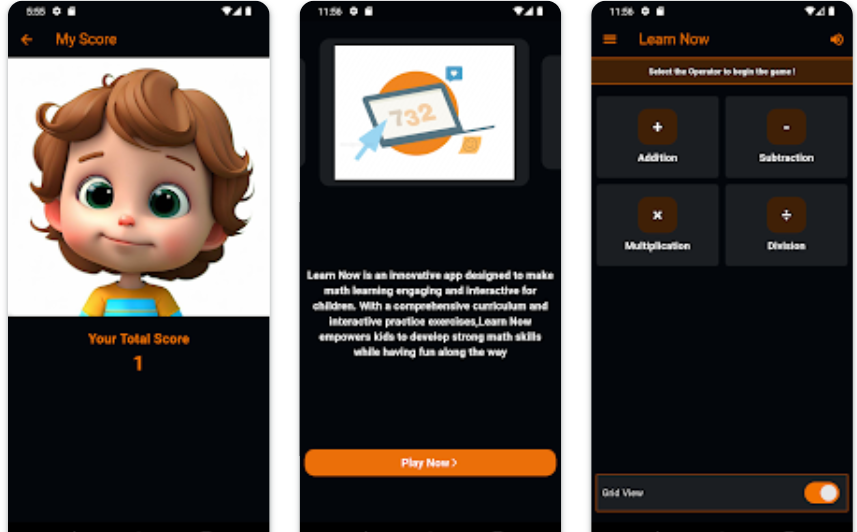 5:55
My Score
Your Total Score
1
11:56
732
Learn Now is an innovative app designed to make
math learning engaging and interactive for
children. With a comprehensive curriculum and
interactive practice exercises,Learn Now
empowers kids to develop strong math skills
while having fun along the way
Play Now >
11:56
Learn Now
Select the Operator to begin the game !
+
Addition
-
Subtraction
×
Multiplication
÷
Division
Grid View